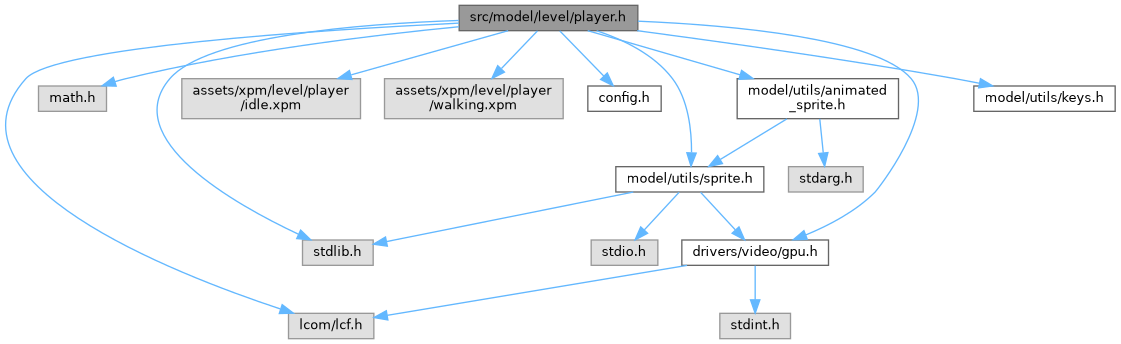 src/model/level/player.h
math.h
assets/xpm/level/player
/idle.xpm
assets/xpm/level/player
/walking.xpm
config.h
model/utils/animated
_sprite.h
model/utils/keys.h
model/utils/sprite.h
stdarg.h
stdlib.h
stdio.h
drivers/video/gpu.h
lcom/lcf.h
stdint.h